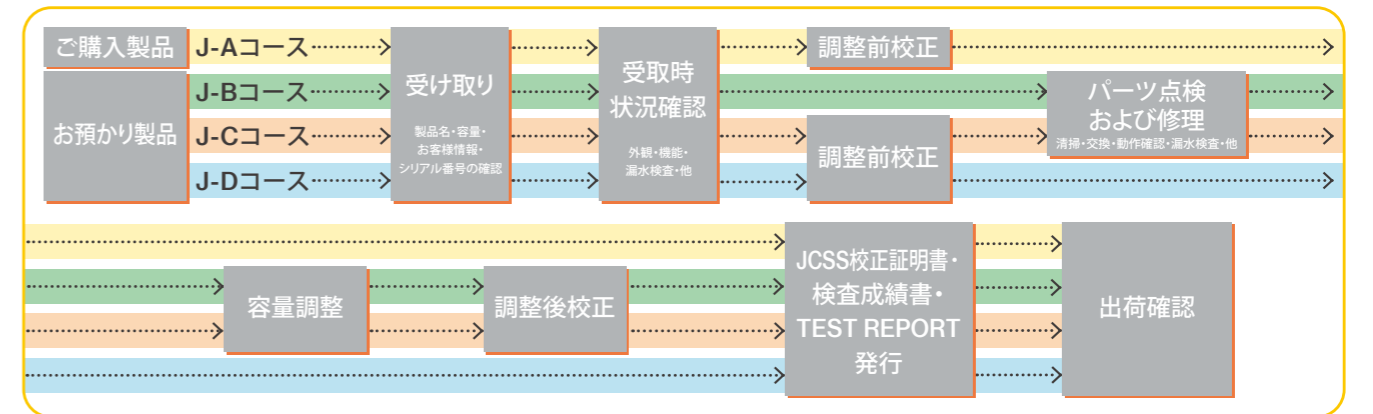 ご購入製品
J-Aコース
お預かり製品
J-Bコース
J-Cコース
J-Dコース
受け取り
製品名・容量・
お客様情報・
シリアル番号の確認
受取時
状況確認
外観・機能・
漏水検査・他
調整前校正
調整前校正
パーツ点検
および修理
清掃・交換・動作確認・漏水検査・他
容量調整
調整後校正
JCSS校正証明書・
検査成績書・
TEST REPORT
発行
出荷確認